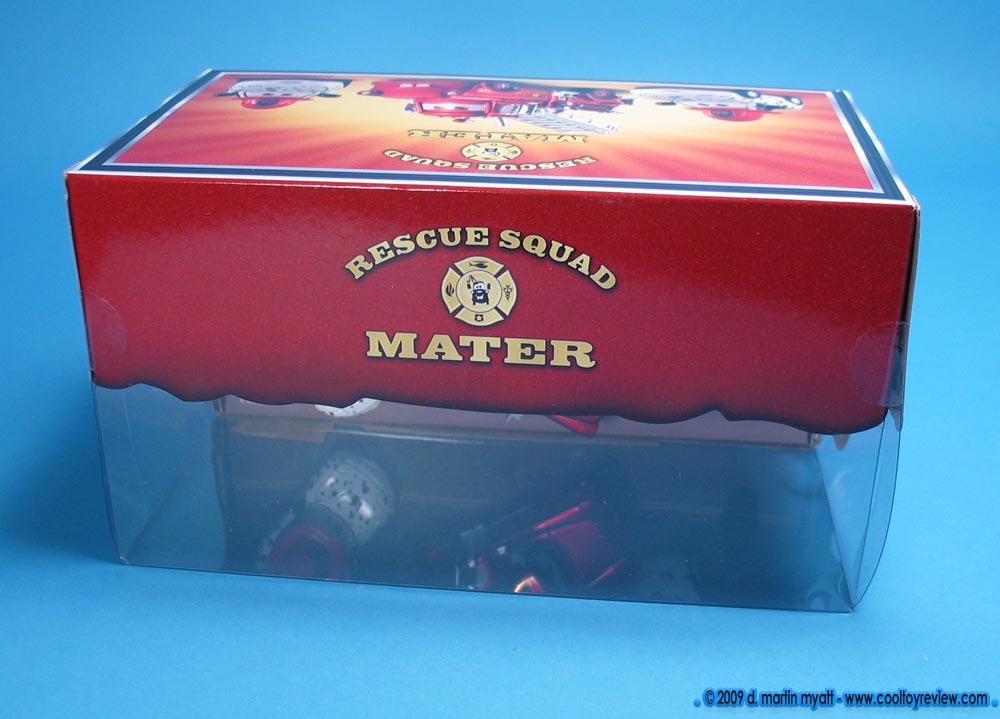 MATER
RESCUE SQUAD
RESCUE SQUAD
MATER
© 2009 d. martin myatt - www.cooltoyreview.com